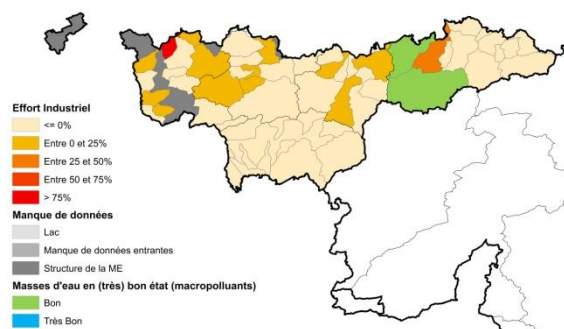 Effort Industriel
<= 0%
Entre 0 et 25%
Entre 25 et 50%
Entre 50 et 75%
> 75%
Manque de données
Lac
Manque de données entrantes
Structure de la ME
Masses d'eau en (très) bon état (macropolluants)
Bon
Très Bon